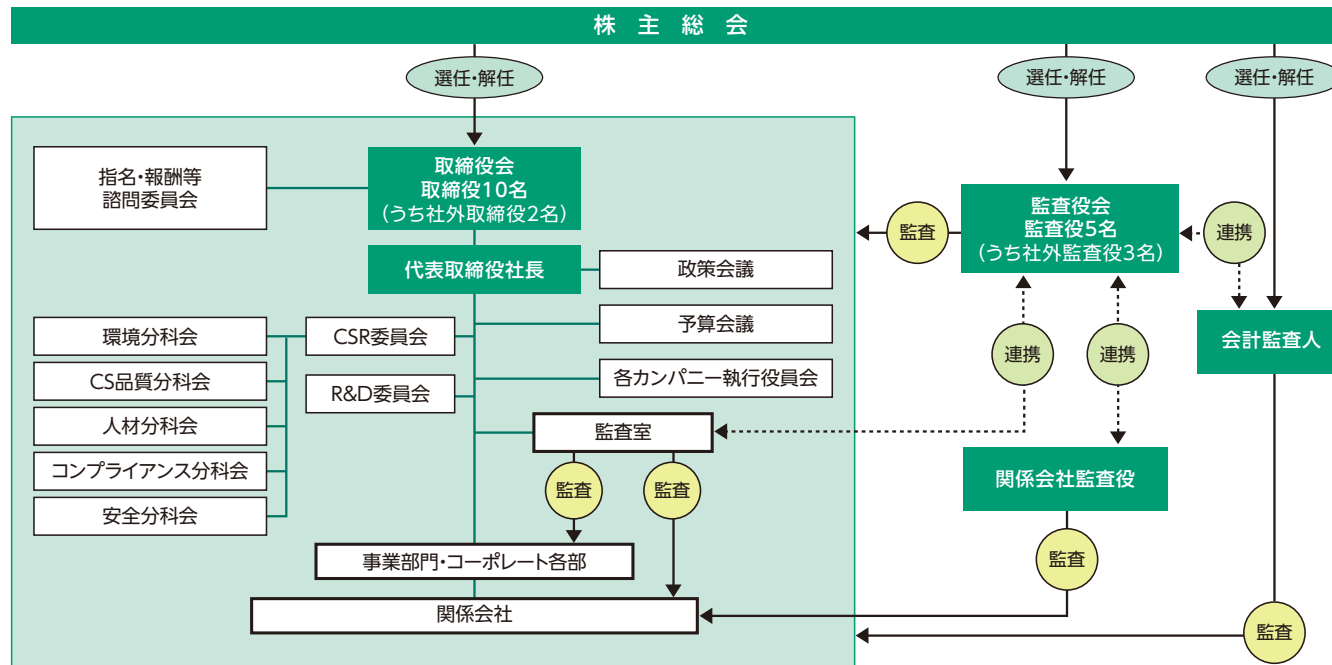 株主総会
選任・解任
選任・解任
選任・解任
指名・報酬等
諮問委員会
取締役会
取締役10名
(うち社外取締役2名)
監査
監査役会
監査役5名
(うち社外監査役3名)
連携
代表取締役社長
政策会議
環境分科会
CSR委員会
予算会議
連携
連携
会計監査人
CS品質分科会
R&D委員会
各カンパニー執行役員会
人材分科会
監査室
コンプライアンス分科会
監査
監査
関係会社監査役
安全分科会
事業部門・コーポレート各部
監査
関係会社
監査